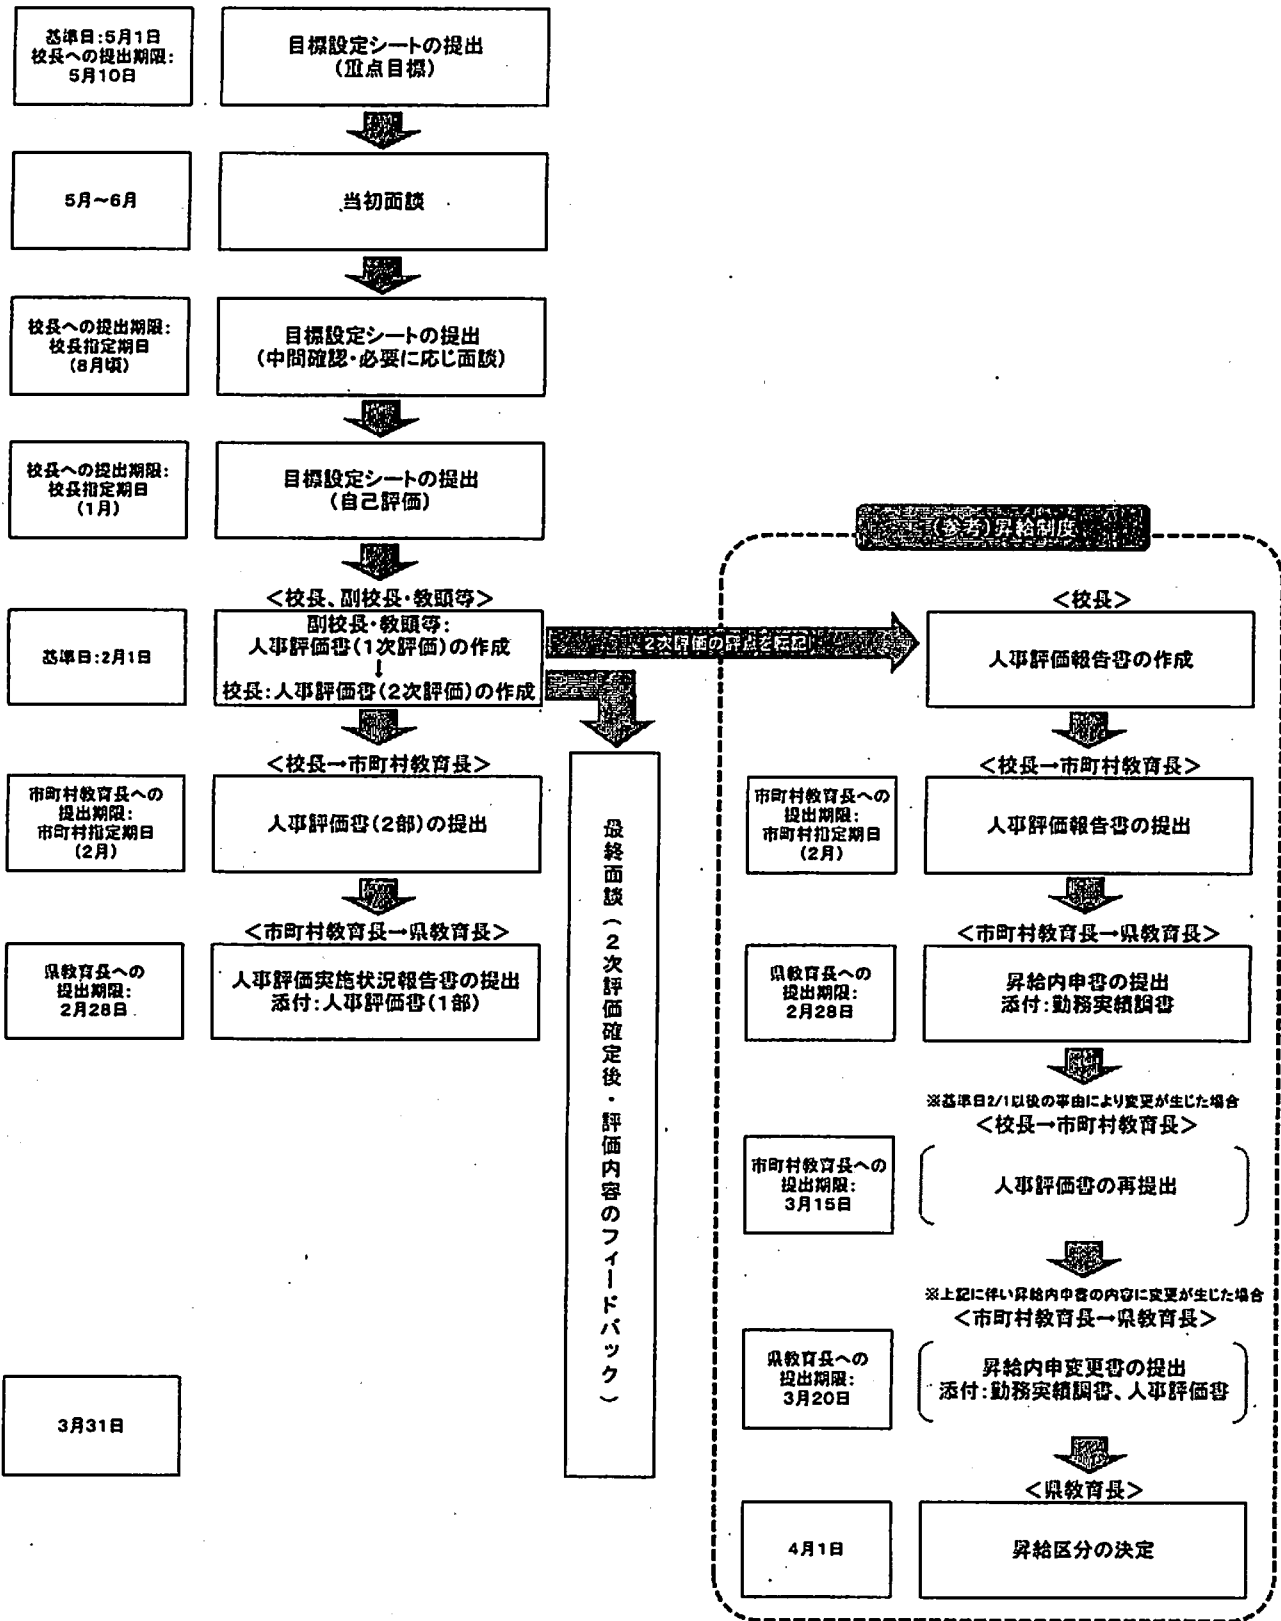 基準日:5月1日
校長への提出期限:
5月10日
目標設定シートの提出
(重点目標)
5月～6月
当初面談
校長への提出期限:
校長指定期日
(8月頃)
目標設定シートの提出
(中間確認・必要に応じ面談)
校長への提出期限:
校長指定期日
(1月)
目標設定シートの提出
(自己評価)
<校長、副校長・教頭等>
基準日:2月1日
副校長・教頭等:
人事評価書(1次評価)の作成
↓
校長:人事評価書(2次評価)の作成
2次評価の評点を転記
<校長→市町村教育長>
市町村教育長への
提出期限:
市町村指定期日
(2月)
人事評価書(2部)の提出
<市町村教育長→県教育長>
県教育長への
提出期限:
2月28日
人事評価実施状況報告書の提出
添付:人事評価書(1部)
3月31日
最終面談(2次評価確定後・評価内容のフィードバック)
(参考)昇給制度
<校長>
人事評価報告書の作成
<校長→市町村教育長>
市町村教育長への
提出期限:
市町村指定期日
(2月)
人事評価報告書の提出
<市町村教育長→県教育長>
県教育長への
提出期限:
2月28日
昇給内申書の提出
添付:勤務実績調書
※基準日2/1以後の事由により変更が生じた場合
<校長→市町村教育長>
市町村教育長への
提出期限:
3月15日
人事評価書の再提出
※上記に伴い昇給内申書の内容に変更が生じた場合
<市町村教育長→県教育長>
県教育長への
提出期限:
3月20日
昇給内申変更書の提出
添付:勤務実績調書、人事評価書
<県教育長>
4月1日
昇給区分の決定